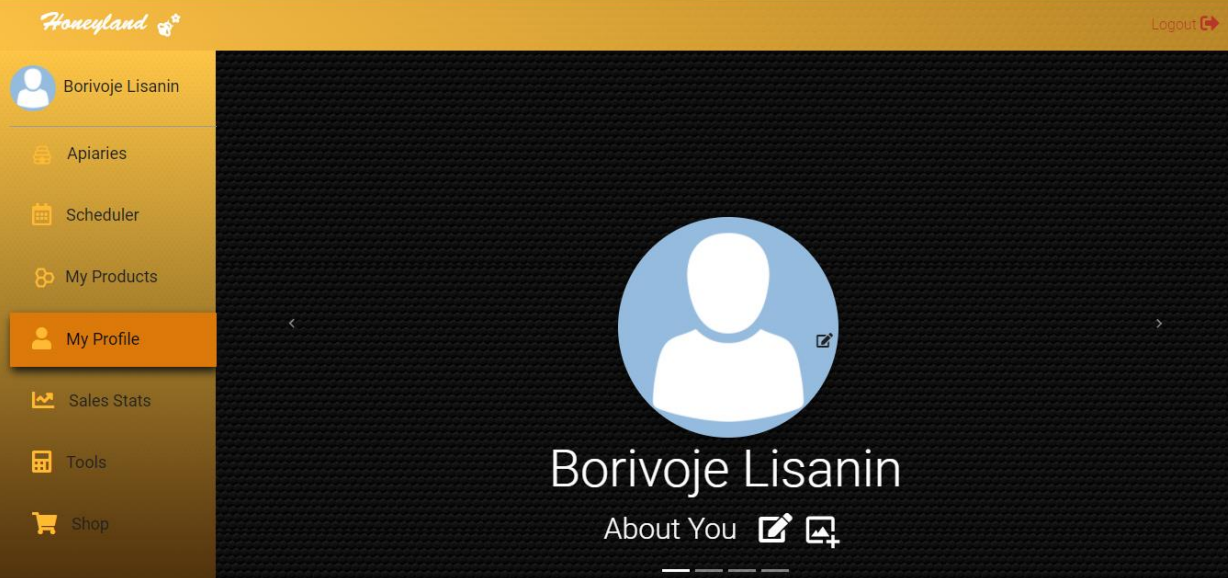 Honeyland
Logout
Borivoje Lisanin
Apiaries
Scheduler
My Products
My Profile
Sales Stats
Tools
Shop
Borivoje Lisanin
About You